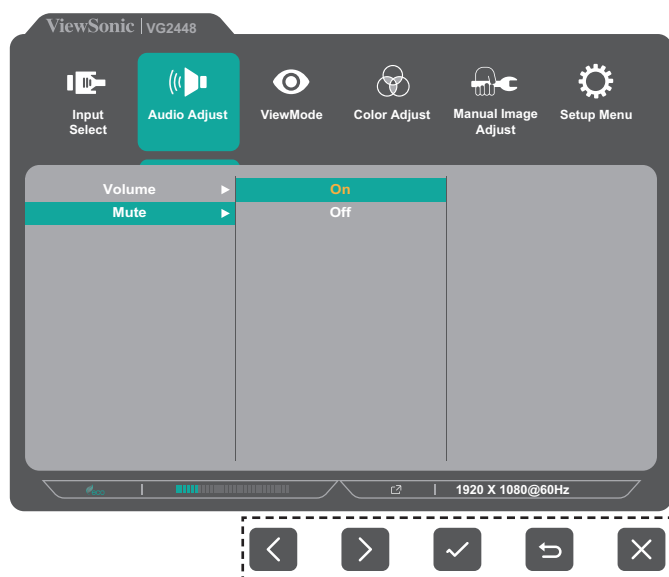 ViewSonic VG2448
Input
Select
Audio Adjust
ViewMode
Color Adjust
Manual Image
Adjust
Setup Menu
Volume
On
Mute
Off
eco
1920 X 1080@60Hz